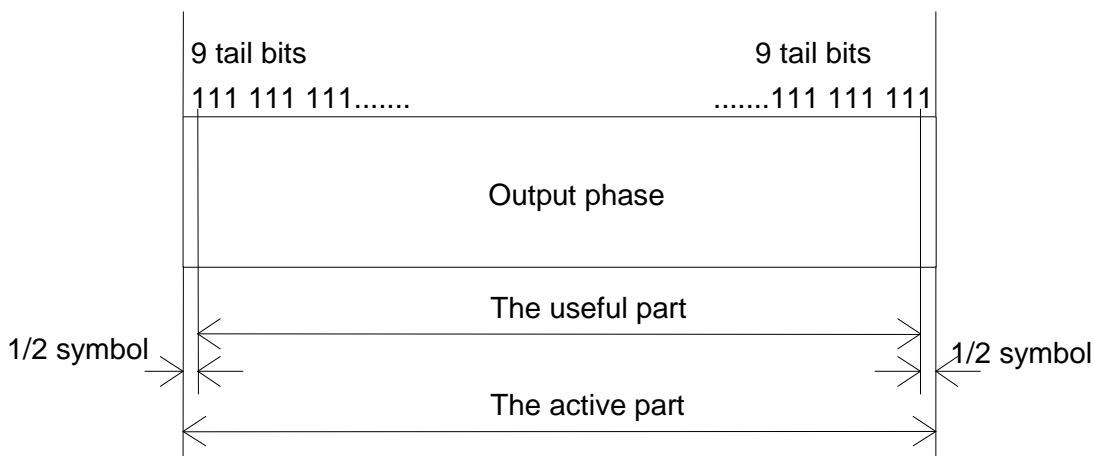 9 tail bits 9 tail bits
111 111 111....... .......111 111 111
Output phase
The useful part
1/2 symbol 1/2 symbol
The active part